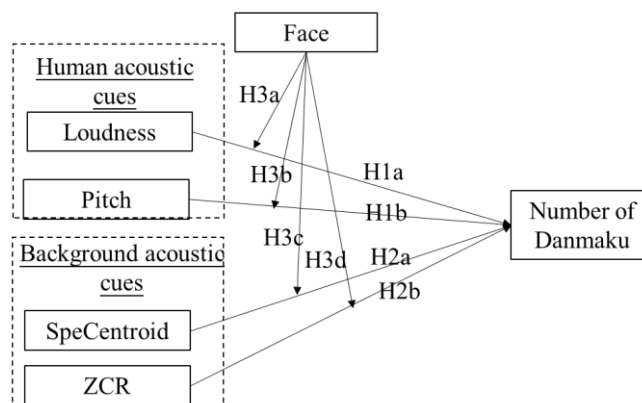 Face
Human acoustic
cues
Loudness
Pitch
Background acoustic
cues
SpeCentroid
ZCR
H3a
H3b
H3c
H3d
H1a
H1b
H2a
H2b
Number of
Danmaku